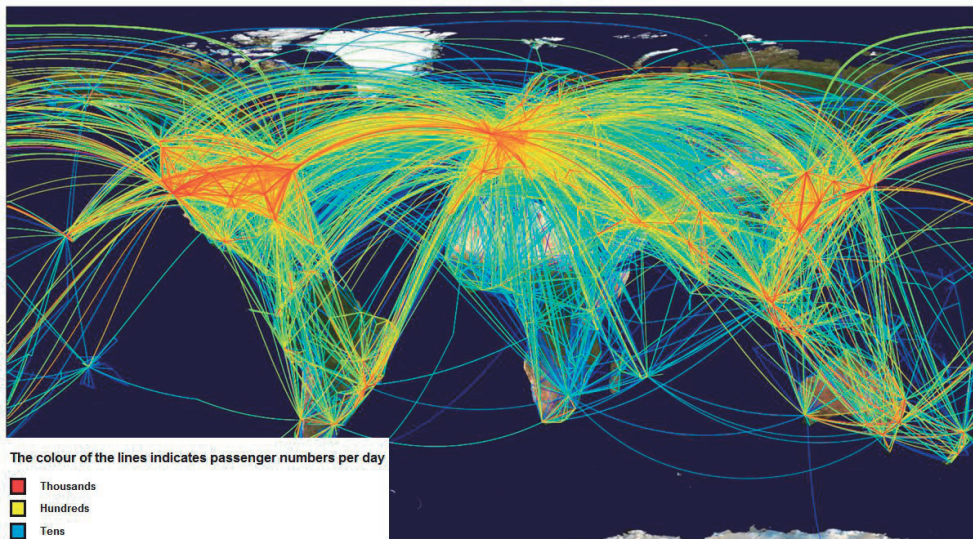 The colour of the lines indicates passenger numbers per day
Thousands
Hundreds
Tens